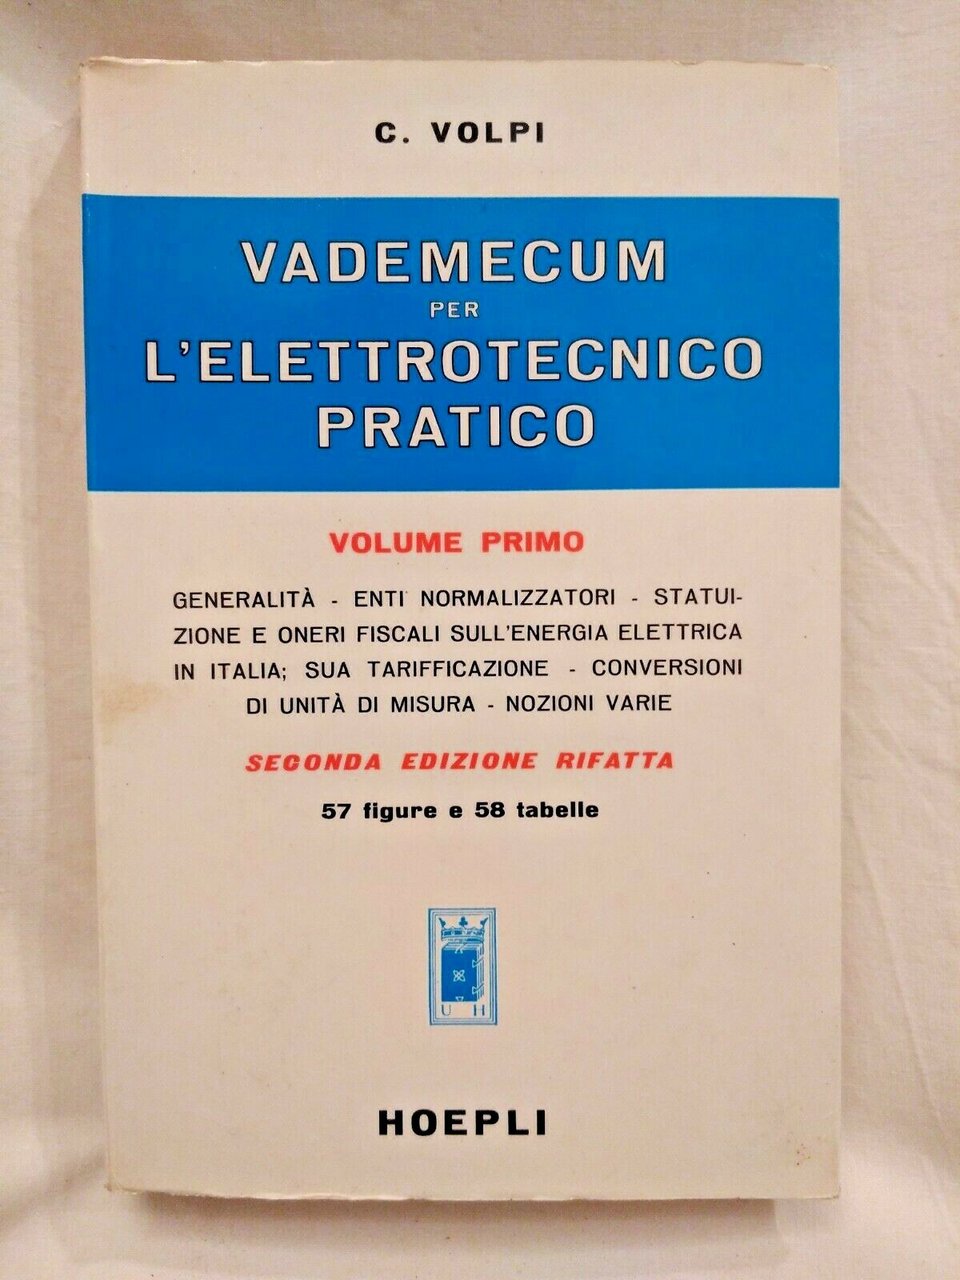 C. VOLPI
VADEMECUM
PER
L'ELETTROTECNICO
PRATICO
VOLUME PRIMO
GENERALITÀ - ENTI NORMALIZZATORI - STATUI-
ZIONE E ONERI FISCALI SULL'ENERGIA ELETTRICA
IN ITALIA; SUA TARIFFICAZIONE - CONVERSIONI
DI UNITÀ DI MISURA - NOZIONI VARIE
SECONDA EDIZIONE RIFATTA
57 figure e 58 tabelle
U H
HOEPLI